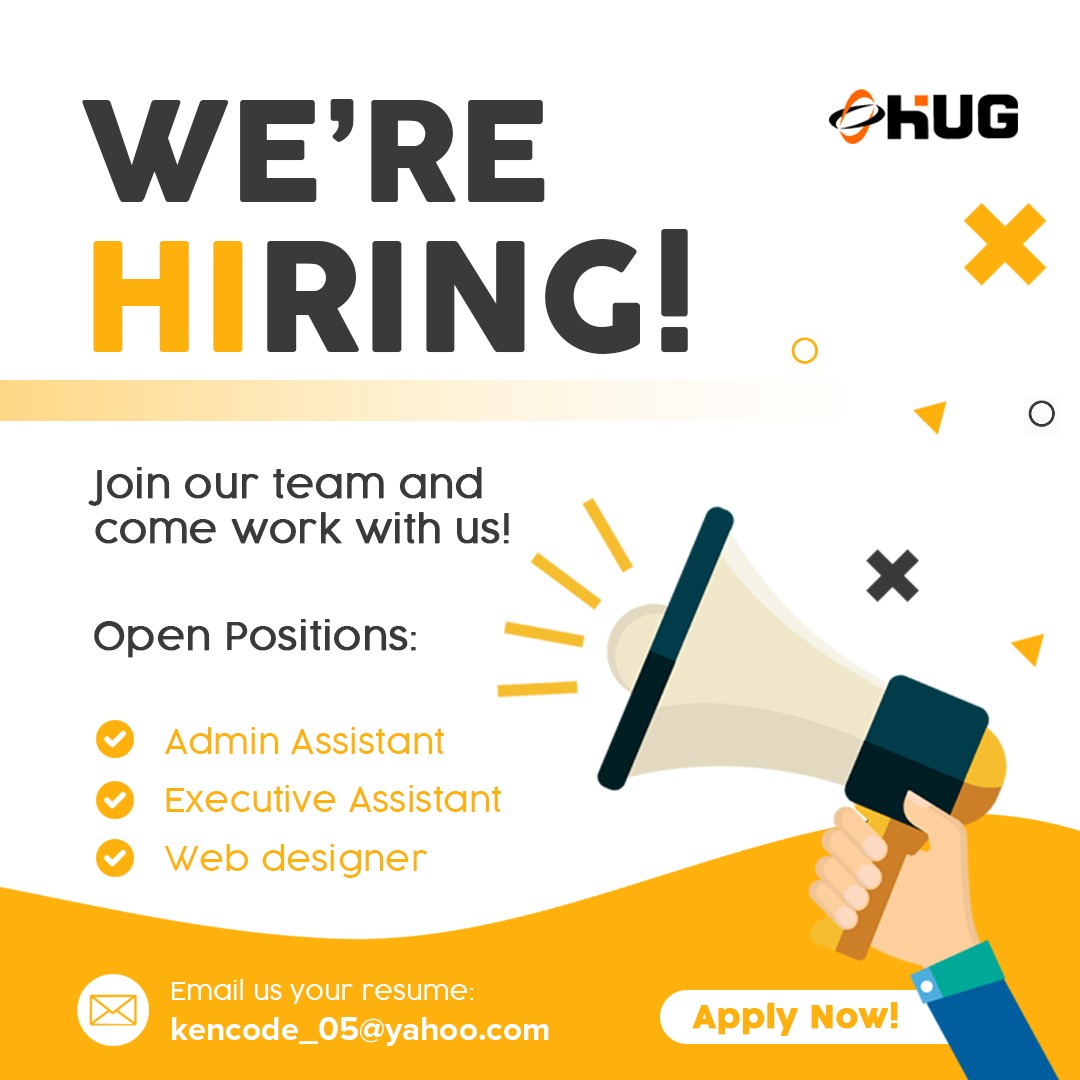 WE'RE
HIRING!
HUG
Join our team and
come work with us!
Open Positions:
Admin Assistant
Executive Assistant
Web designer
Email us your resume:
kencode_05@yahoo.com
Apply Now!